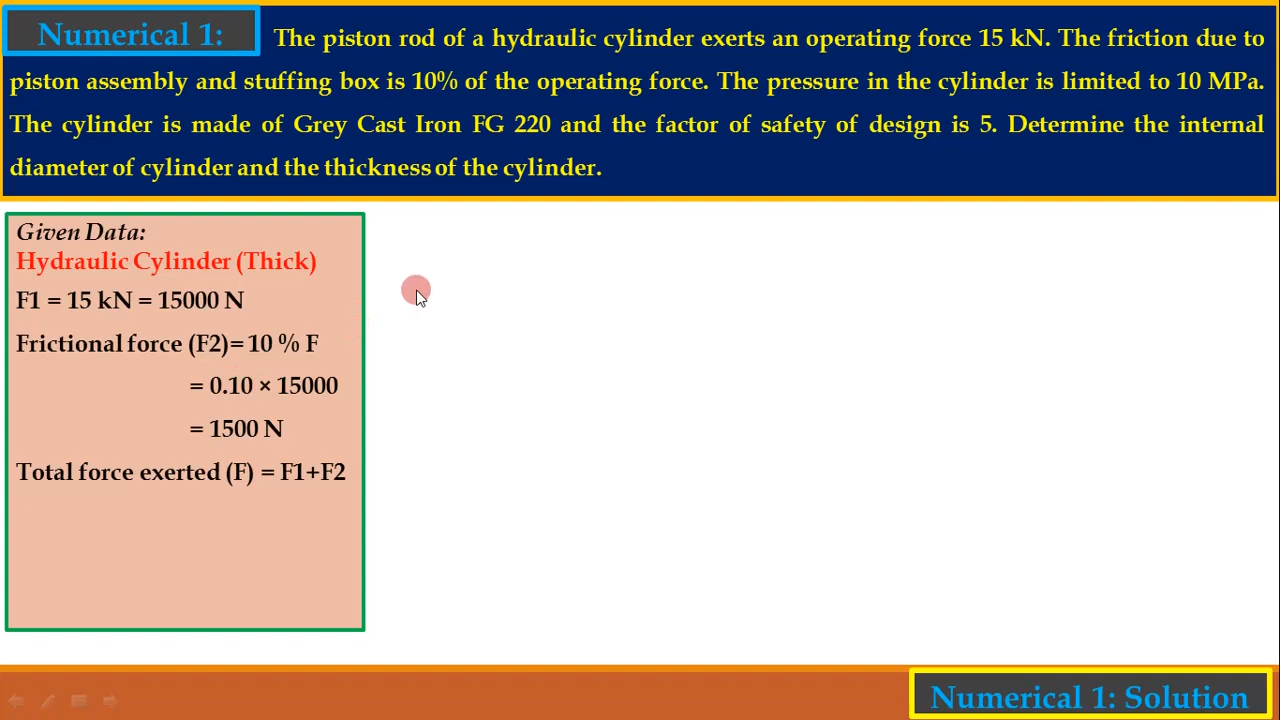 Numerical 1: The piston rod of a hydraulic cylinder exerts an operating force 15 kN. The friction due to
piston assembly and stuffing box is 10% of the operating force. The pressure in the cylinder is limited to 10 MPa.
The cylinder is made of Grey Cast Iron FG 220 and the factor of safety of design is 5. Determine the internal
diameter of cylinder and the thickness of the cylinder.
Given Data:
Hydraulic Cylinder (Thick)
F1 = 15 kN = 15000 N
Frictional force (F2)= 10 % F
= 0.10 × 15000
= 1500 N
Total force exerted (F) = F1+F2
Numerical 1: Solution